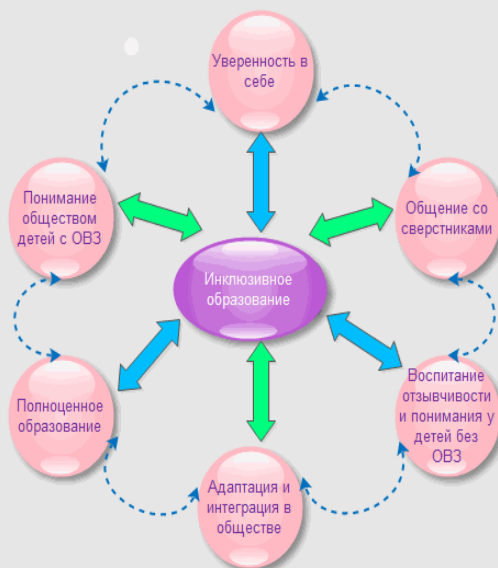 Уверенность в
себе
Понимание
обществом
детей с ОВЗ
Общение со
сверстниками
Инклюзивное
образование
Полноценное
образование
Воспитание
отзывчивости
и понимания у
детей без
ОВЗ
Адаптация и
интеграция в
обществе